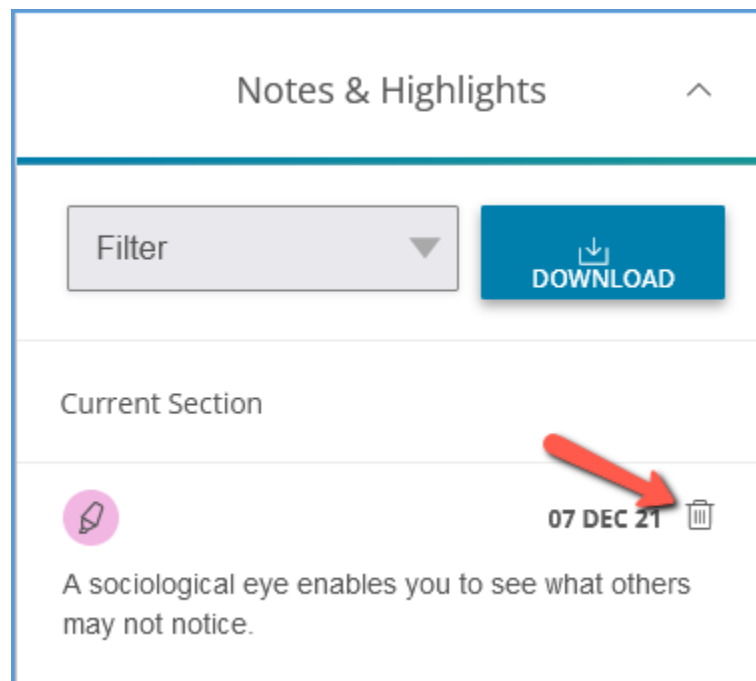 Notes & Highlights
Filter
DOWNLOAD
Current Section
07 DEC 21
A sociological eye enables you to see what others
may not notice.